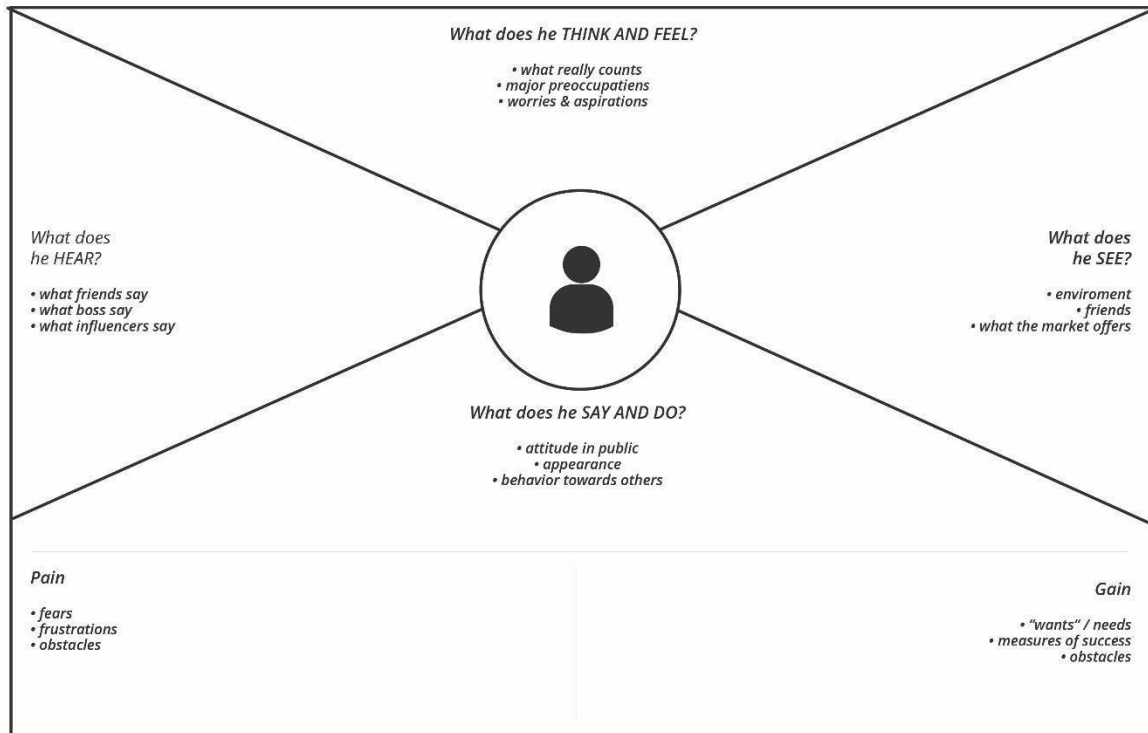 What does he THINK AND FEEL?
• what really counts
• major preoccupatiens
• worries & aspirations
What does
he HEAR?
• what friends say
• what boss say
• what influencers say
What does
he SEE?
• enviroment
• friends
• what the market offers
What does he SAY AND DO?
• attitude in public
• appearance
• behavior towards others
Pain
• fears
• frustrations
• obstacles
Gain
• “wants“ / needs
• measures of success
• obstacles